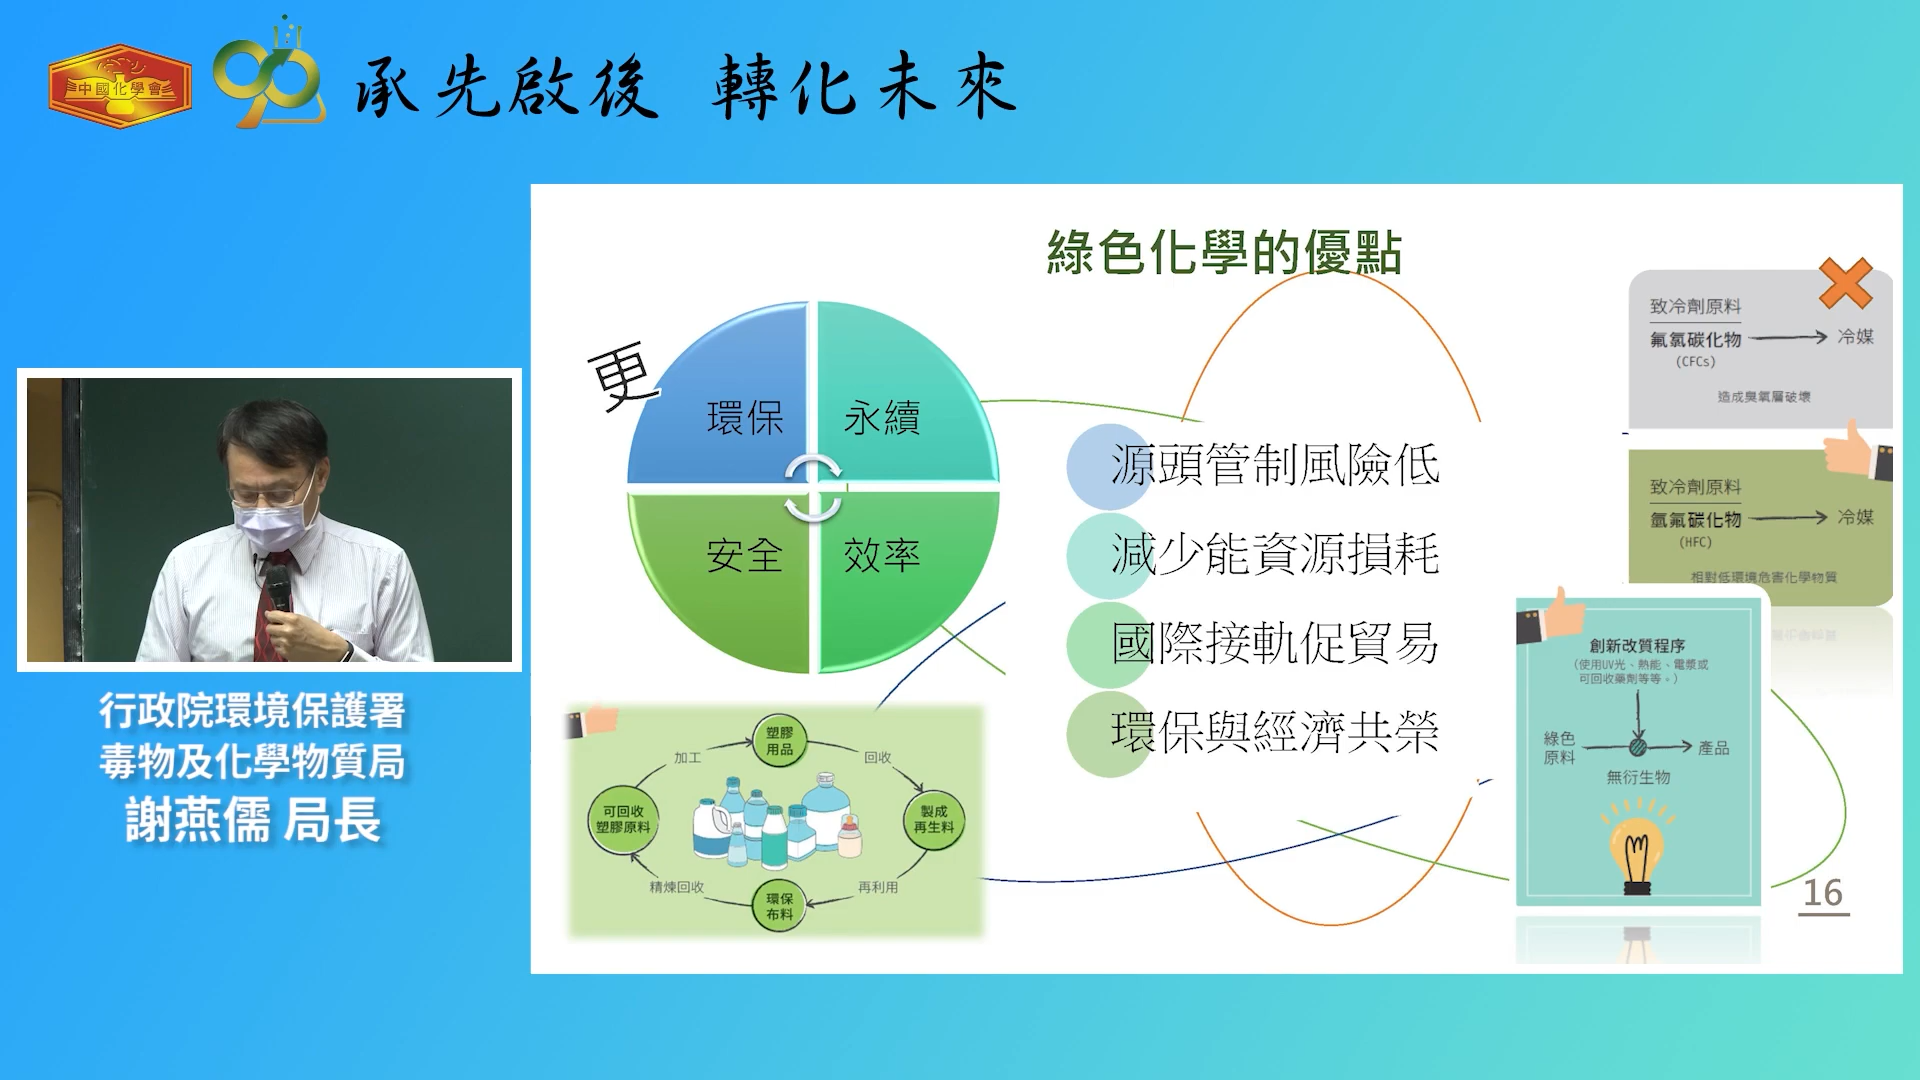 中國化學會
90
承先啟後 轉化未來
行政院環境保護署
毒物及化學物質局
謝燕儒 局長
綠色化學的優點
更
環保
永續
安全
效率
源頭管制風險低
減少能資源損耗
國際接軌促貿易
環保與經濟共榮
致冷劑原料
氟氯碳化物
(CFCs)
冷媒
造成臭氧層破壞
致冷劑原料
氫氟碳化物
(HFC)
冷媒
相對低環境危害化學物質
創新改質程序
(使用UV光、熱能、電漿或
可回收藥劑等等。)
綠色
原料
產品
無衍生物
塑膠
用品
回收
製成
再生料
再利用
環保
布料
精煉回收
可回收
塑膠原料
加工
16